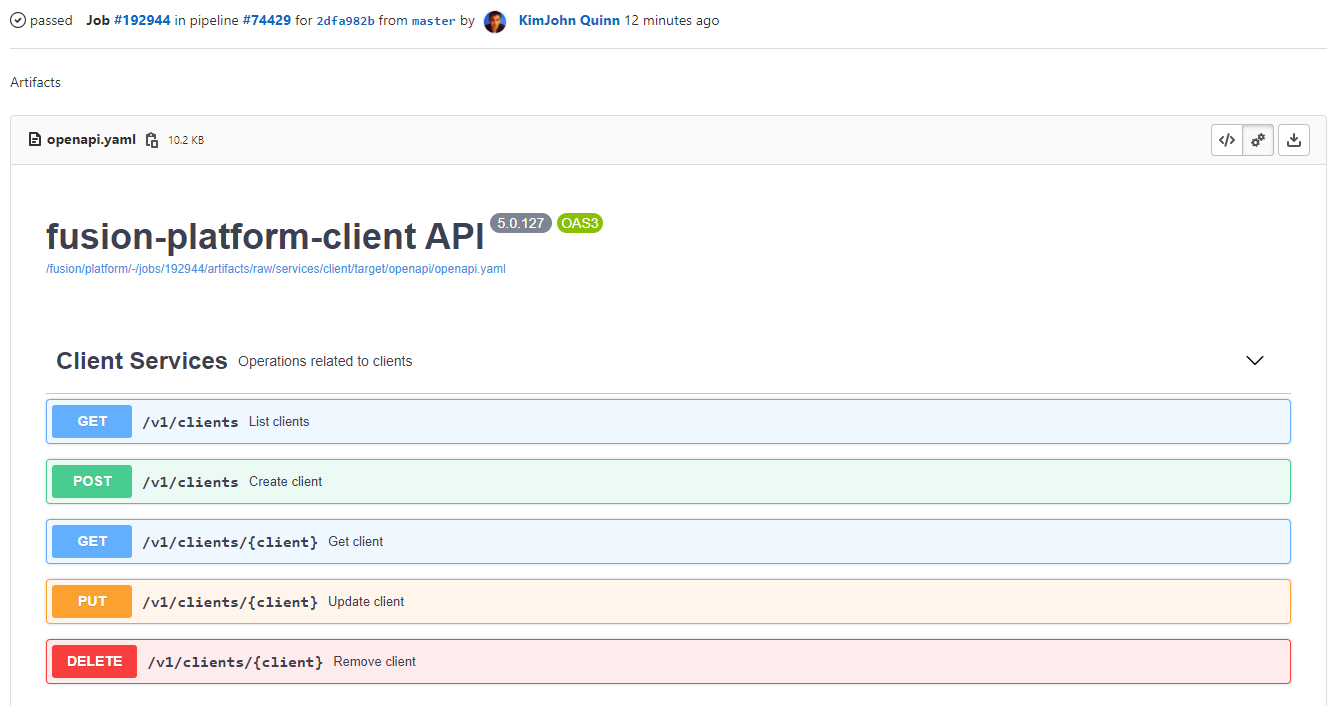 passed Job #192944 in pipeline #74429 for 2dfa982b from master by KimJohn Quinn 12 minutes ago
Artifacts
openapi.yaml 10.2 KB
fusion-platform-client API 5.0.127 OAS3
/fusion/platform/-/jobs/192944/artifacts/raw/services/client/target/openapi/openapi.yaml
Client Services Operations related to clients
GET /v1/clients List clients
POST /v1/clients Create client
GET /v1/clients/{client} Get client
PUT /v1/clients/{client} Update client
DELETE /v1/clients/{client} Remove client